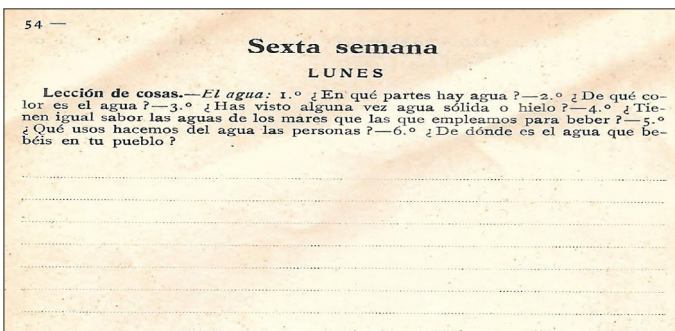 54 —
Sexta semana
LUNES
Lección de cosas.—El agua: 1.º ¿En qué partes hay agua?—2.º ¿De qué co-
lor es el agua?—3.º ¿Has visto alguna vez agua sólida o hielo?—4.º ¿Tie-
nen igual sabor las aguas de los mares que las que empleamos para beber?—5.º
¿Qué usos hacemos del agua las personas?—6.º ¿De dónde es el agua que be-
béis en tu pueblo?